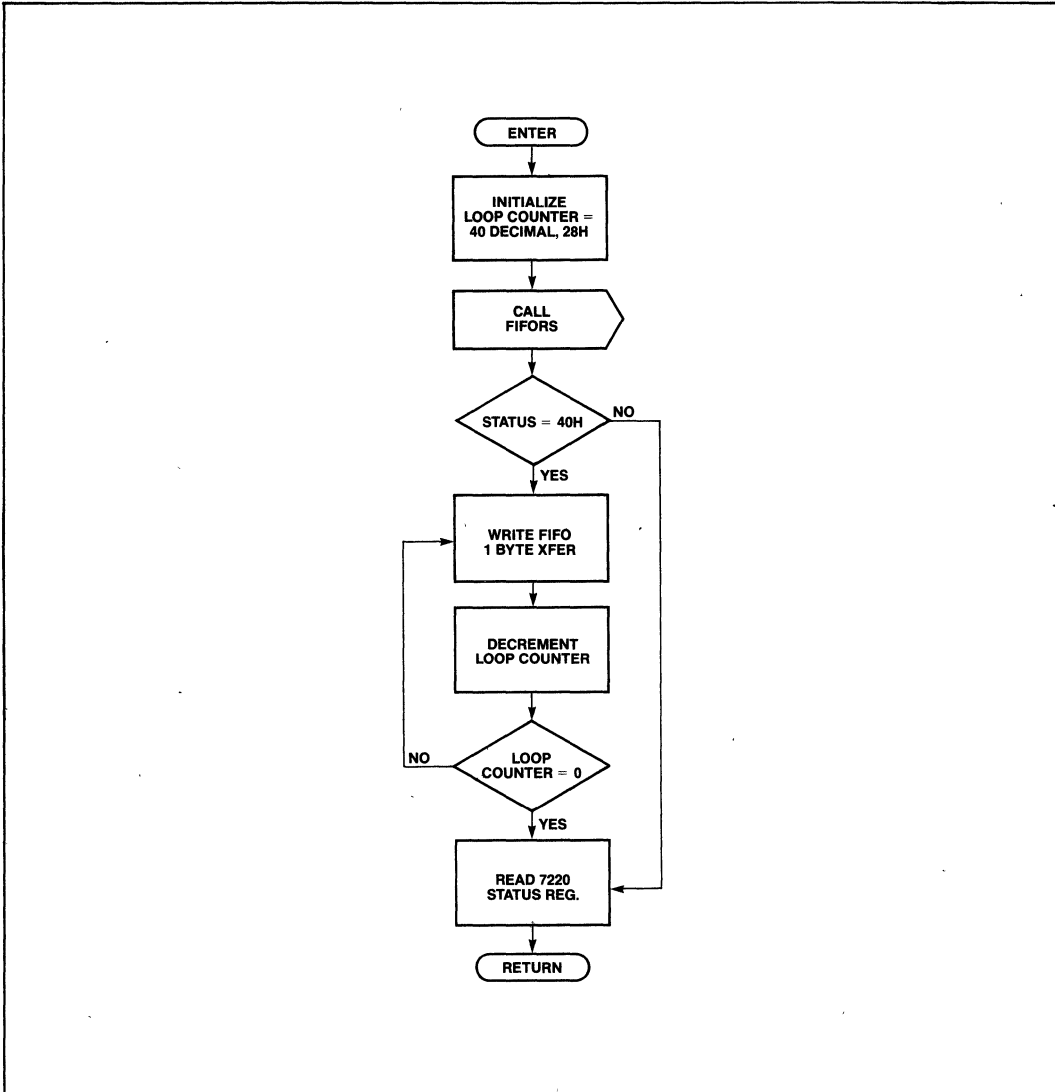 ENTER
INITIALIZE
LOOP COUNTER =
40 DECIMAL, 28H
CALL
FIFORS
STATUS = 40H
NO
YES
WRITE FIFO
1 BYTE XFER
DECREMENT
LOOP COUNTER
NO
LOOP
COUNTER = 0
YES
READ 7220
STATUS REG.
RETURN